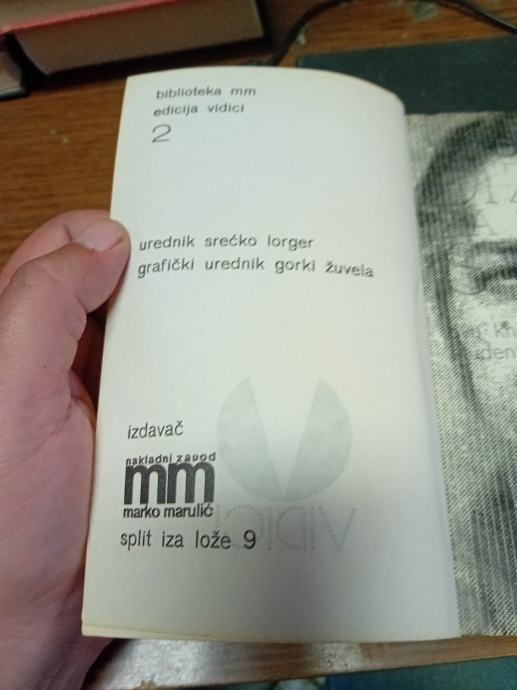 biblioteka mm
edicija vidici
2
urednik srećko lorger
grafički urednik gorki žuvela
izdavač
nakladni zavod
mm
marko marulić
split iza lože 9
VIDICI